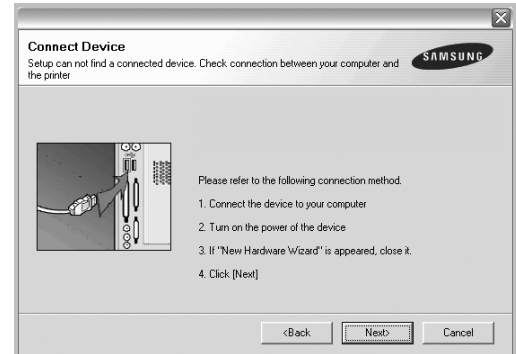 Connect Device
Setup can not find a connected device. Check connection between your computer and
the printer
SAMSUNG
Please refer to the following connection method.
1. Connect the device to your computer
2. Turn on the power of the device
3. If "New Hardware Wizard" is appeared, close it.
4. Click [Next]
<Back
Next>
Cancel